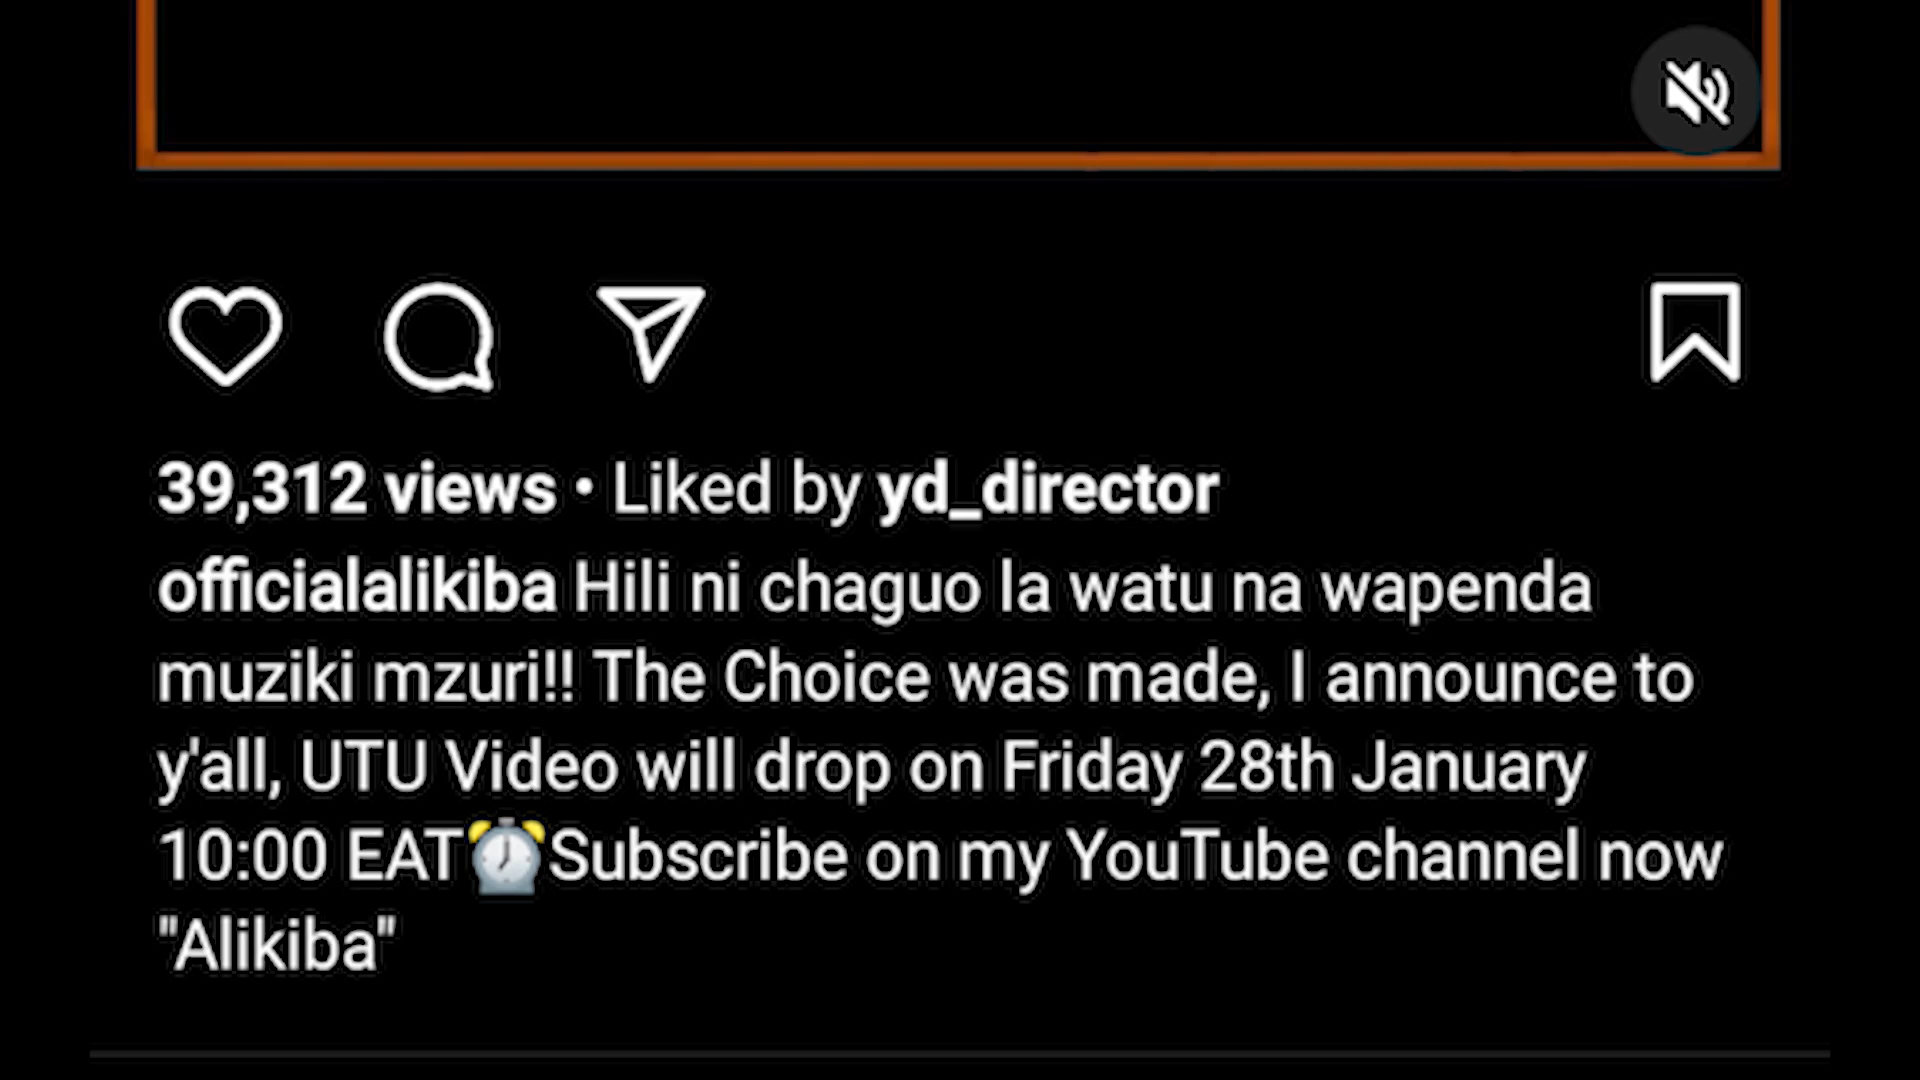 39,312 views • Liked by yd_director
officialalikiba Hili ni chaguo la watu na wapenda
muziki mzuri!! The Choice was made, I announce to
y'all, UTU Video will drop on Friday 28th January
10:00 EAT⏰Subscribe on my YouTube channel now
"Alikiba"